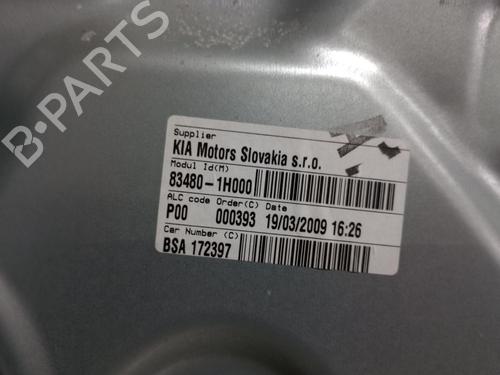 B-PARTS
Supplier
KIA Motors Slovakia s.r.o.
Modul Id(M)
83480-1H000
ALC code Order(C) Date
P00 000393 19/03/2009 16:26
Car Number (C)
BSA 172397